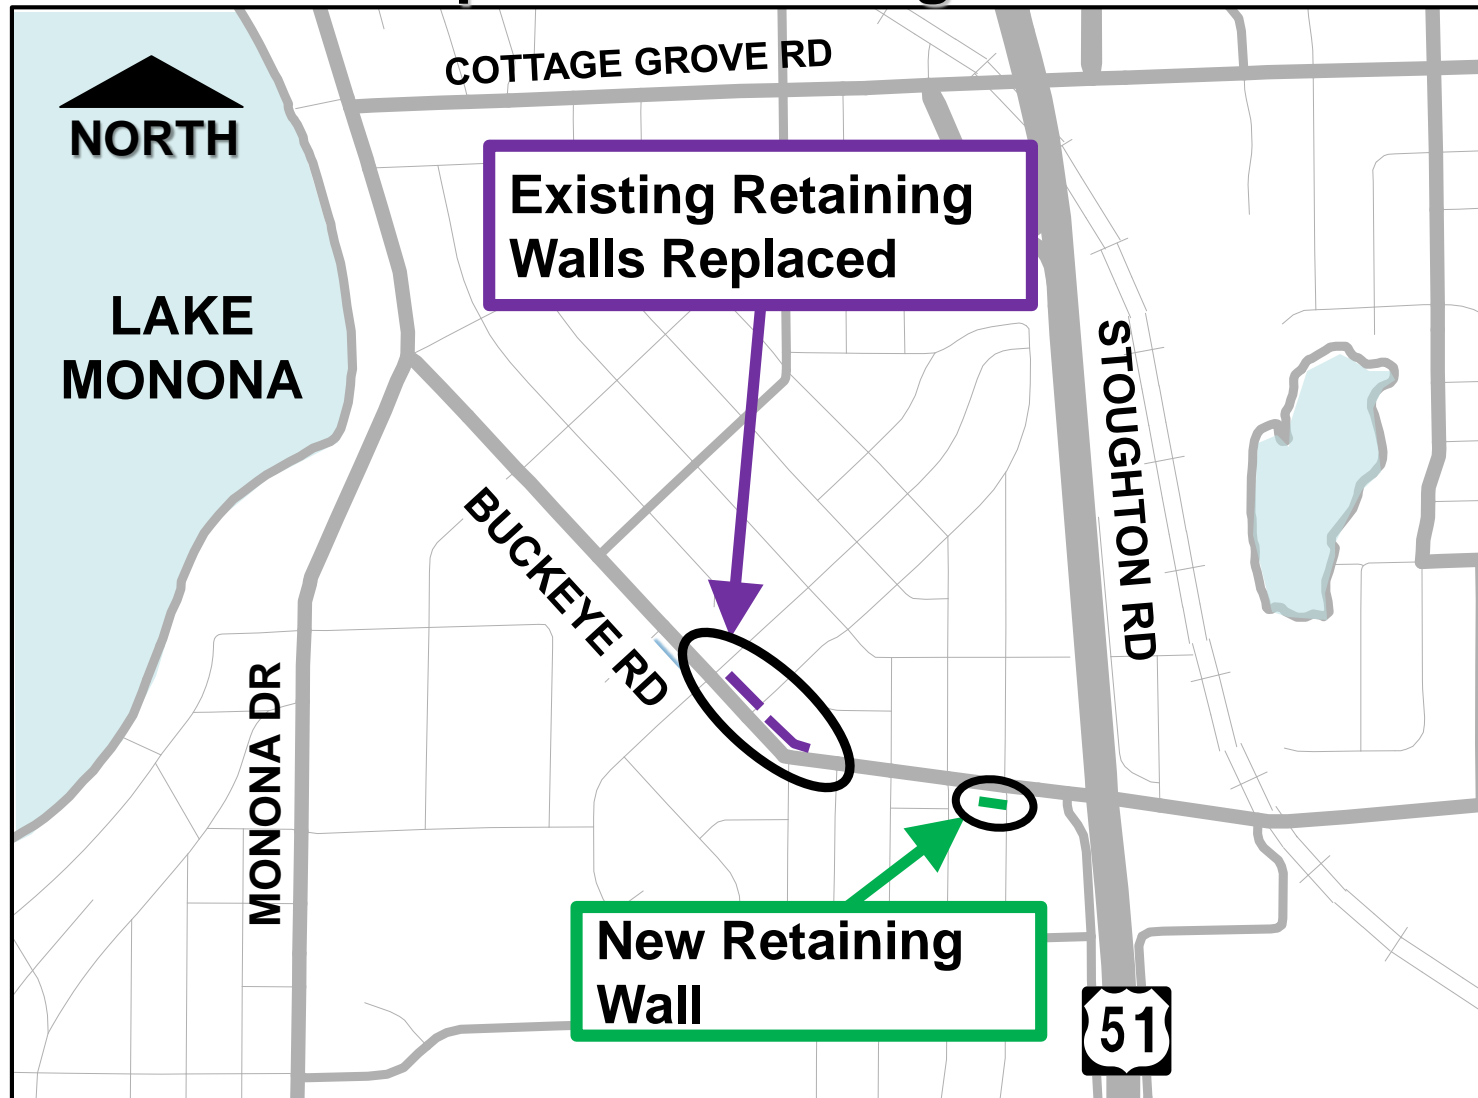 COTTAGE GROVE RD
NORTH
Existing Retaining
Walls Replaced
LAKE
MONONA
STOUGHTON RD
BUCKEYE RD
MONONA DR
New Retaining
Wall
51